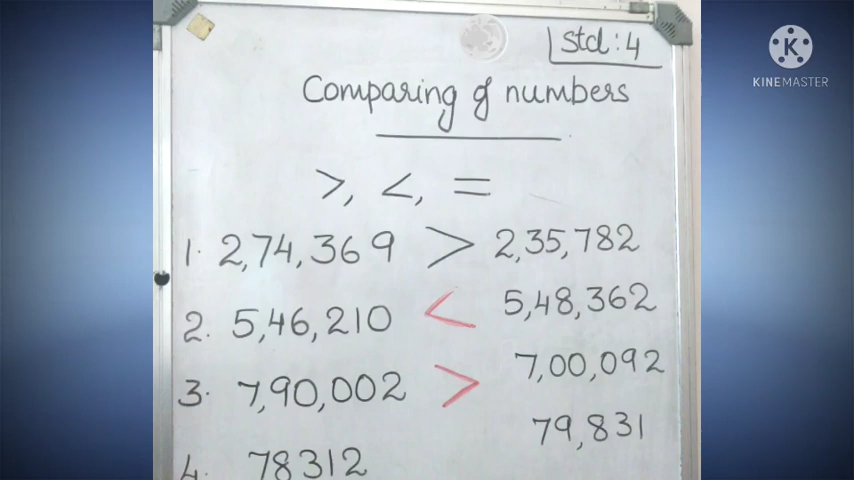 Std : 4
KINEMASTER
Comparing of numbers
>, <, =
1. 2,74,369 > 2,35,782
2. 5,46,210 < 5,48,362
3. 7,90,002 > 7,00,092
4. 78312 79,831